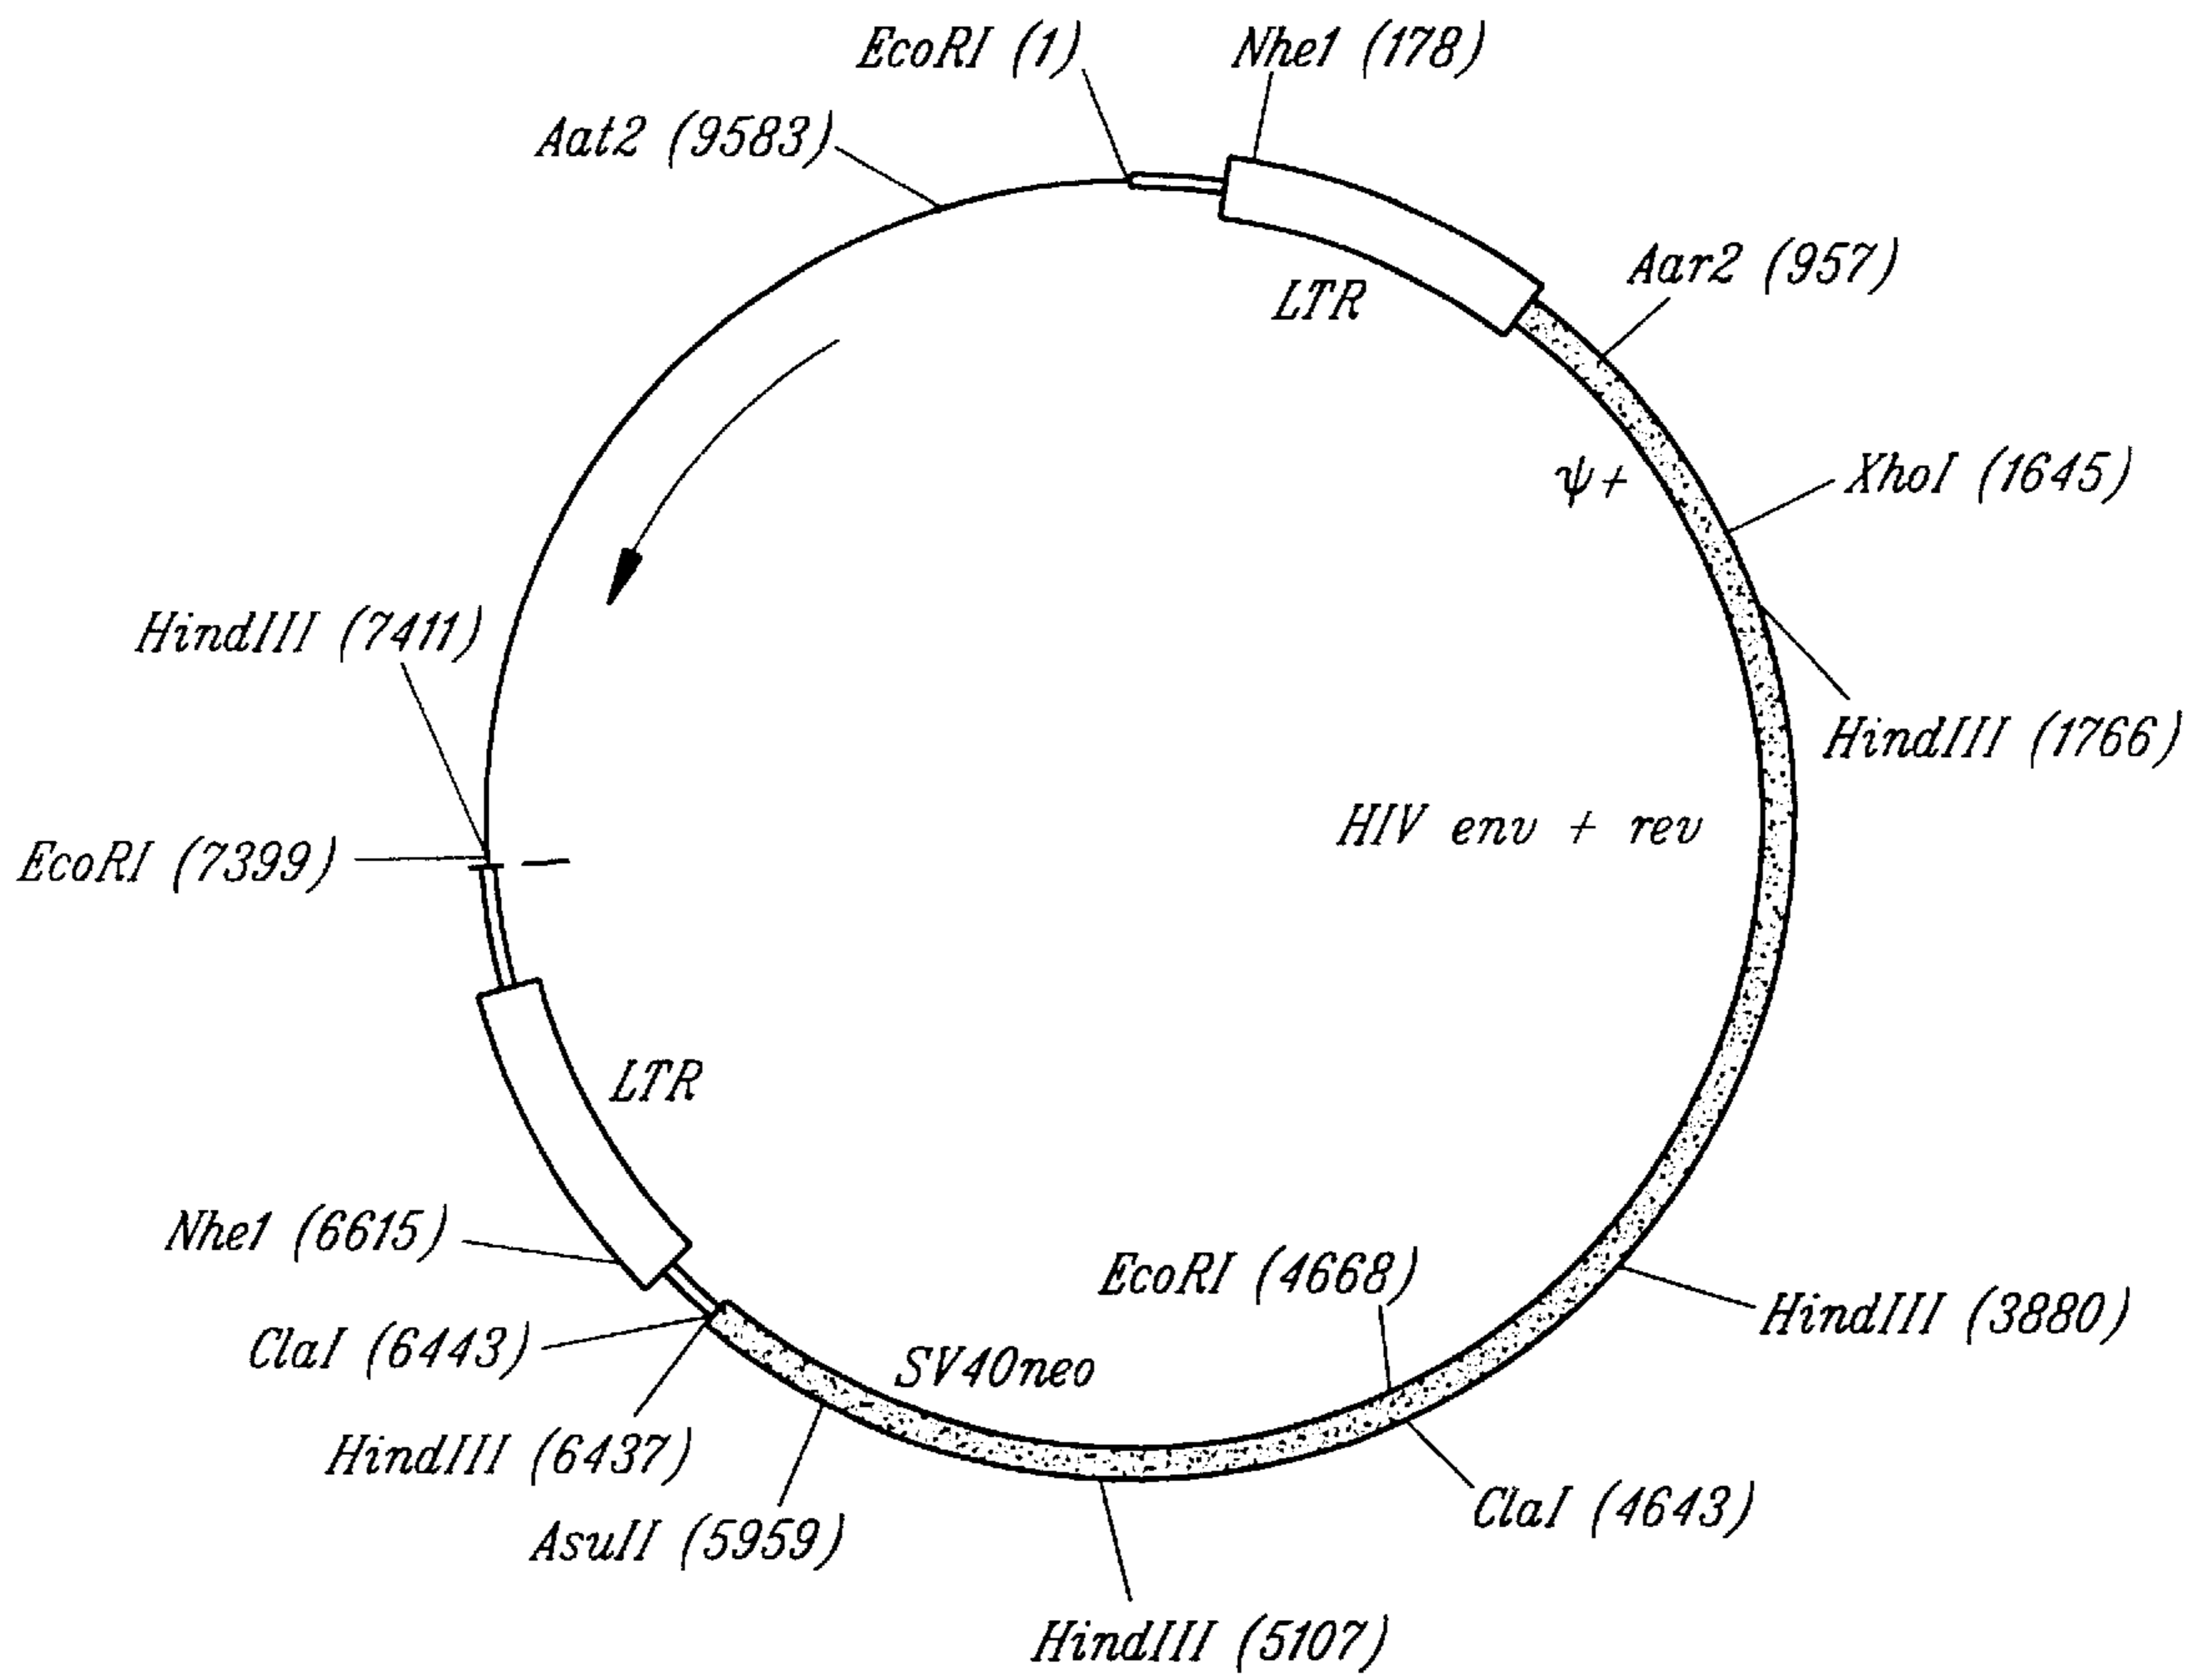 EcoRI (1)
Nhe1 (178)
Aat2 (9583)
Aar2 (957)
LTR
ψ+
XhoI (1645)
HindIII (7411)
HindIII (1766)
HIV env + rev
EcoRI (7399)
LTR
Nhe1 (6615)
EcoRI (4668)
HindIII (3880)
ClaI (6443)
SV40neo
HindIII (6437)
ClaI (4643)
AsuII (5959)
HindIII (5107)